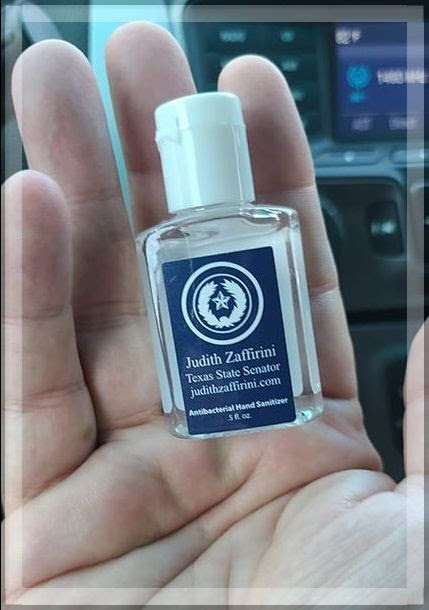 Judith Zaffirini
Texas State Senator
judithzaffirini.com
Antibacterial Hand Sanitizer
.5 fl. oz.